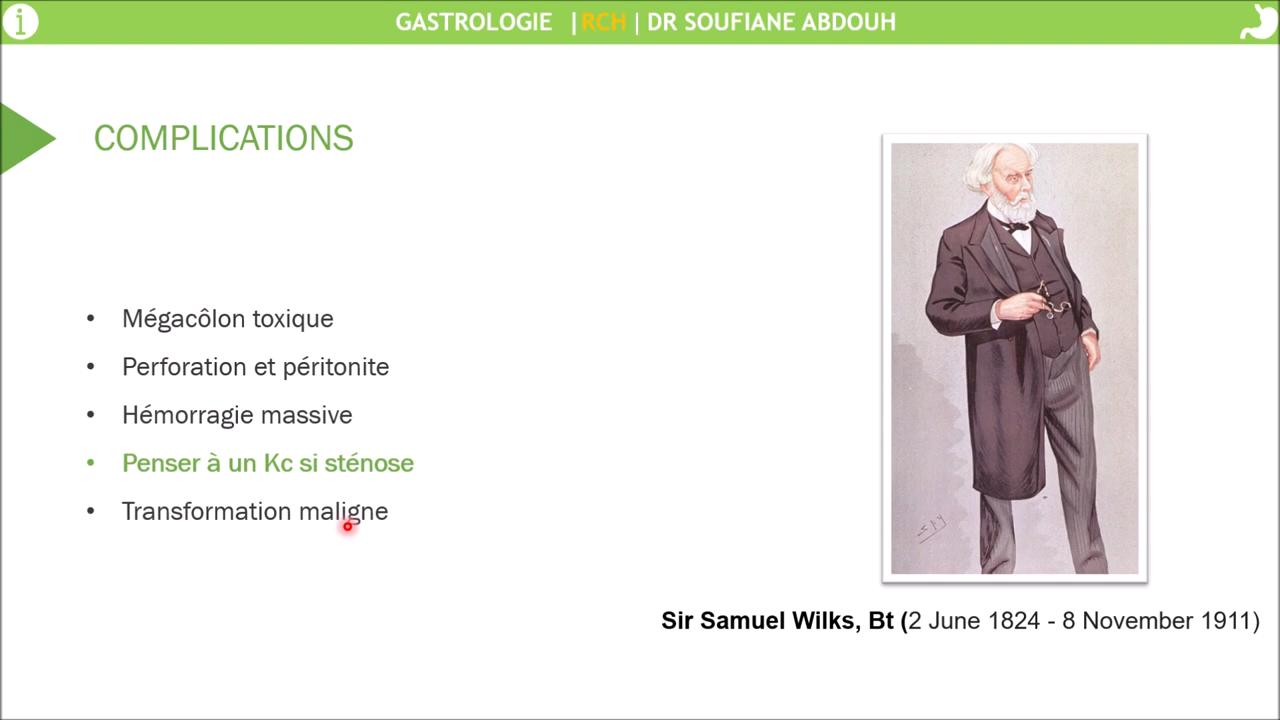 GASTROLOGIE | RCH | DR SOUFIANE ABDOUH
COMPLICATIONS
• Mégacôlon toxique
• Perforation et péritonite
• Hémorragie massive
• Penser à un Kc si sténose
• Transformation maligne
Spy
Sir Samuel Wilks, Bt (2 June 1824 - 8 November 1911)